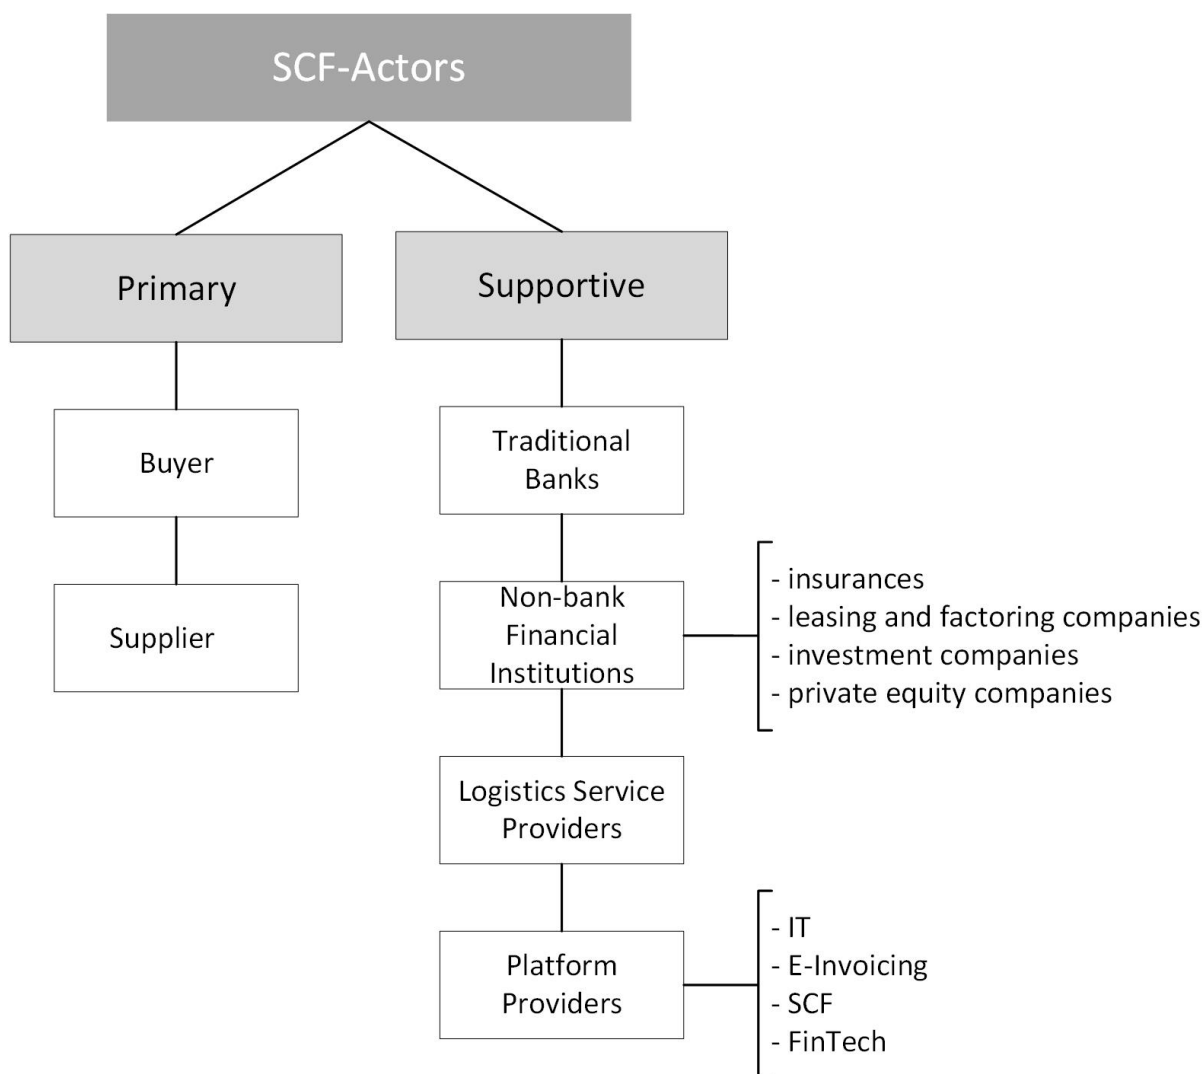 SCF-Actors
Primary
Supportive
Buyer
Supplier
Traditional
Banks
Non-bank
Financial
Institutions
- insurances
- leasing and factoring companies
- investment companies
- private equity companies
Logistics Service
Providers
Platform
Providers
- IT
- E-Invoicing
- SCF
- FinTech